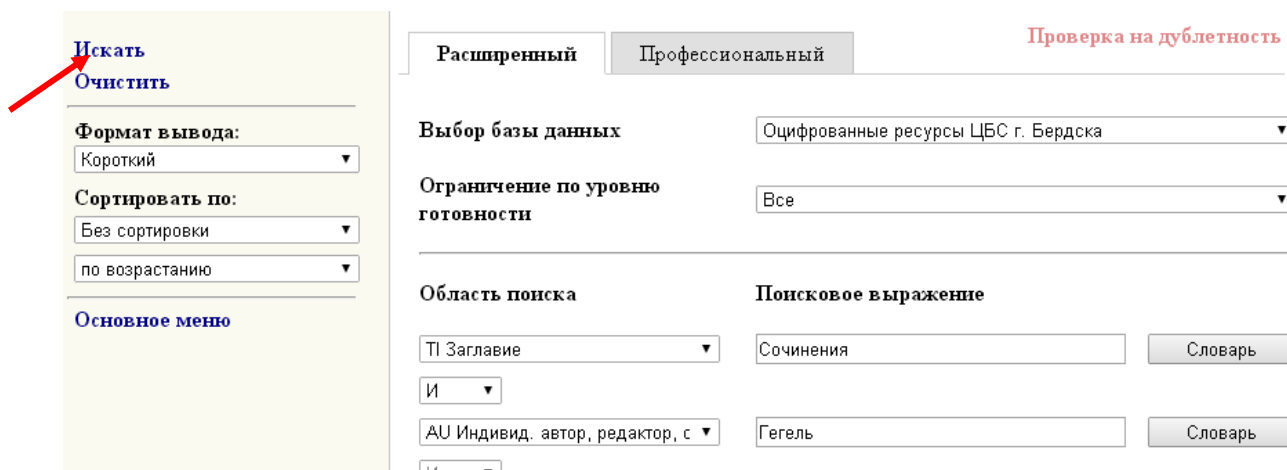 Искать
Очистить
Формат вывода:
Короткий
Сортировать по:
Без сортировки
по возрастанию
Основное меню
Расширенный
Профессиональный
Проверка на дублетность
Выбор базы данных
Оцифрованные ресурсы ЦБС г. Бердска
Ограничение по уровню
готовности
Все
Область поиска
Поисковое выражение
TI Заглавие
Сочинения
Словарь
И
AU Индивид. автор, редактор, с
Гегель
Словарь